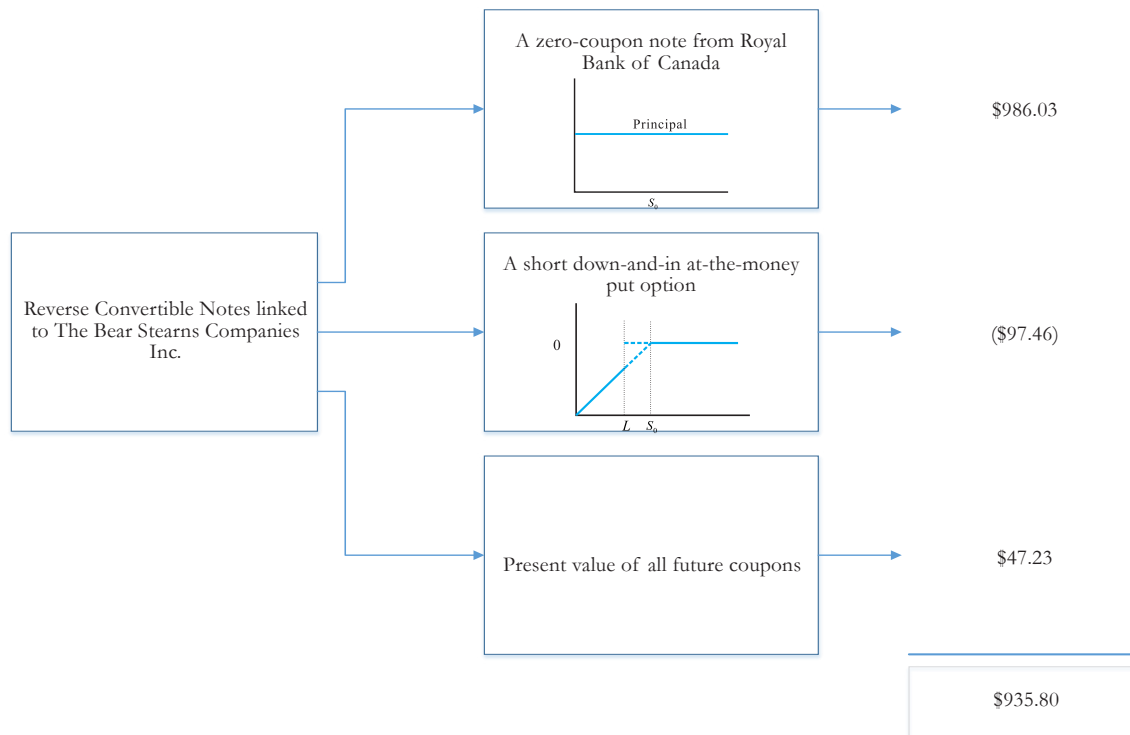 A zero-coupon note from Royal
Bank of Canada
Principal
S₀
$986.03
Reverse Convertible Notes linked
to The Bear Stearns Companies
Inc.
A short down-and-in at-the-money
put option
0
L S₀
($97.46)
Present value of all future coupons
$47.23
$935.80